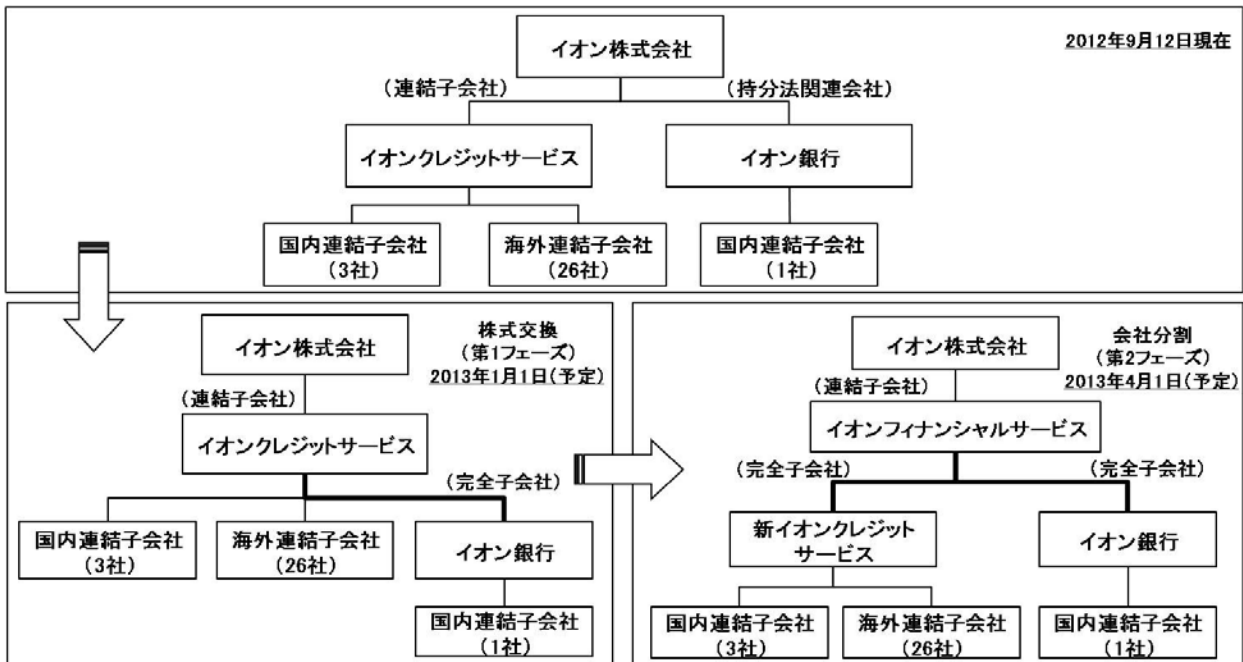 イオン株式会社
2012年9月12日現在
(連結子会社)
(持分法関連会社)
イオンクレジットサービス
イオン銀行
国内連結子会社
(3社)
海外連結子会社
(26社)
国内連結子会社
(1社)
イオン株式会社
株式交換
(第1フェーズ)
2013年1月1日(予定)
(連結子会社)
イオンクレジットサービス
(完全子会社)
国内連結子会社
(3社)
海外連結子会社
(26社)
イオン銀行
国内連結子会社
(1社)
イオン株式会社
会社分割
(第2フェーズ)
2013年4月1日(予定)
(連結子会社)
イオンフィナンシャルサービス
(完全子会社)
(完全子会社)
新イオンクレジット
サービス
イオン銀行
国内連結子会社
(3社)
海外連結子会社
(26社)
国内連結子会社
(1社)